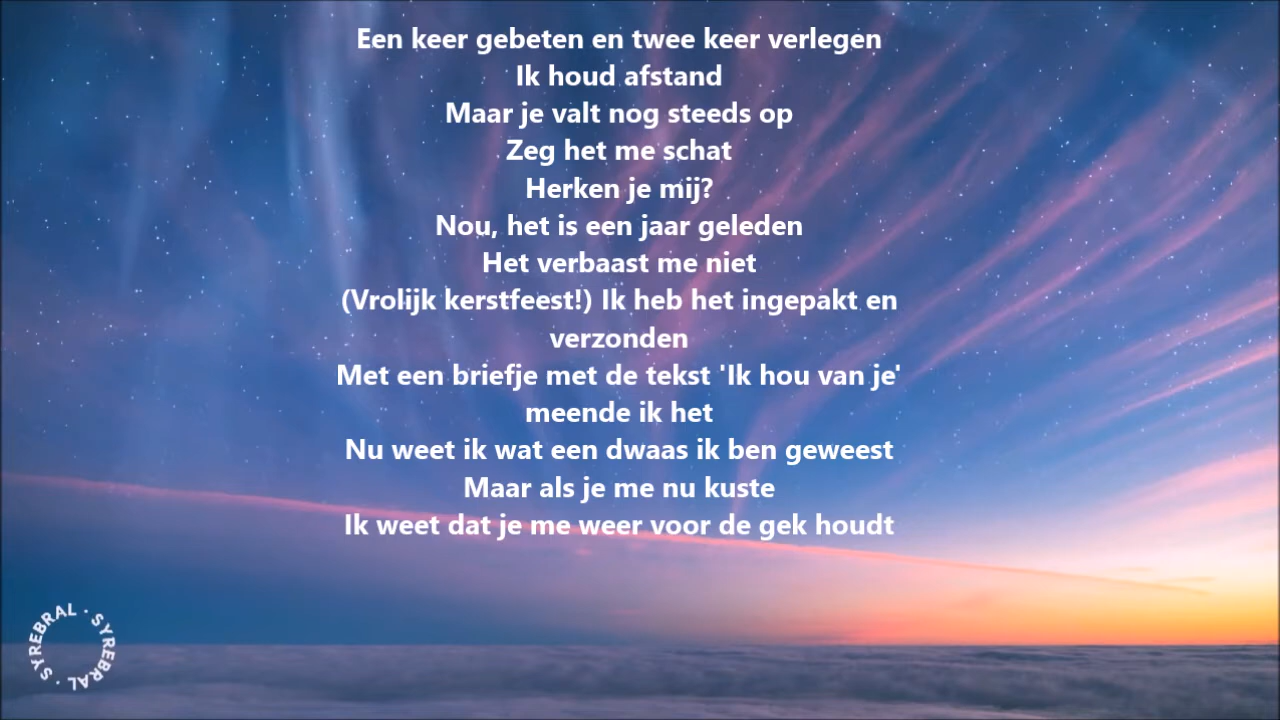 Een keer gebeten en twee keer verlegen
Ik houd afstand
Maar je valt nog steeds op
Zeg het me schat
Herken je mij?
Nou, het is een jaar geleden
Het verbaast me niet
(Vrolijk kerstfeest!) Ik heb het ingepakt en
verzonden
Met een briefje met de tekst 'Ik hou van je'
meende ik het
Nu weet ik wat een dwaas ik ben geweest
Maar als je me nu kuste
Ik weet dat je me weer voor de gek houdt
SYREBRAL · SYREBRAL ·